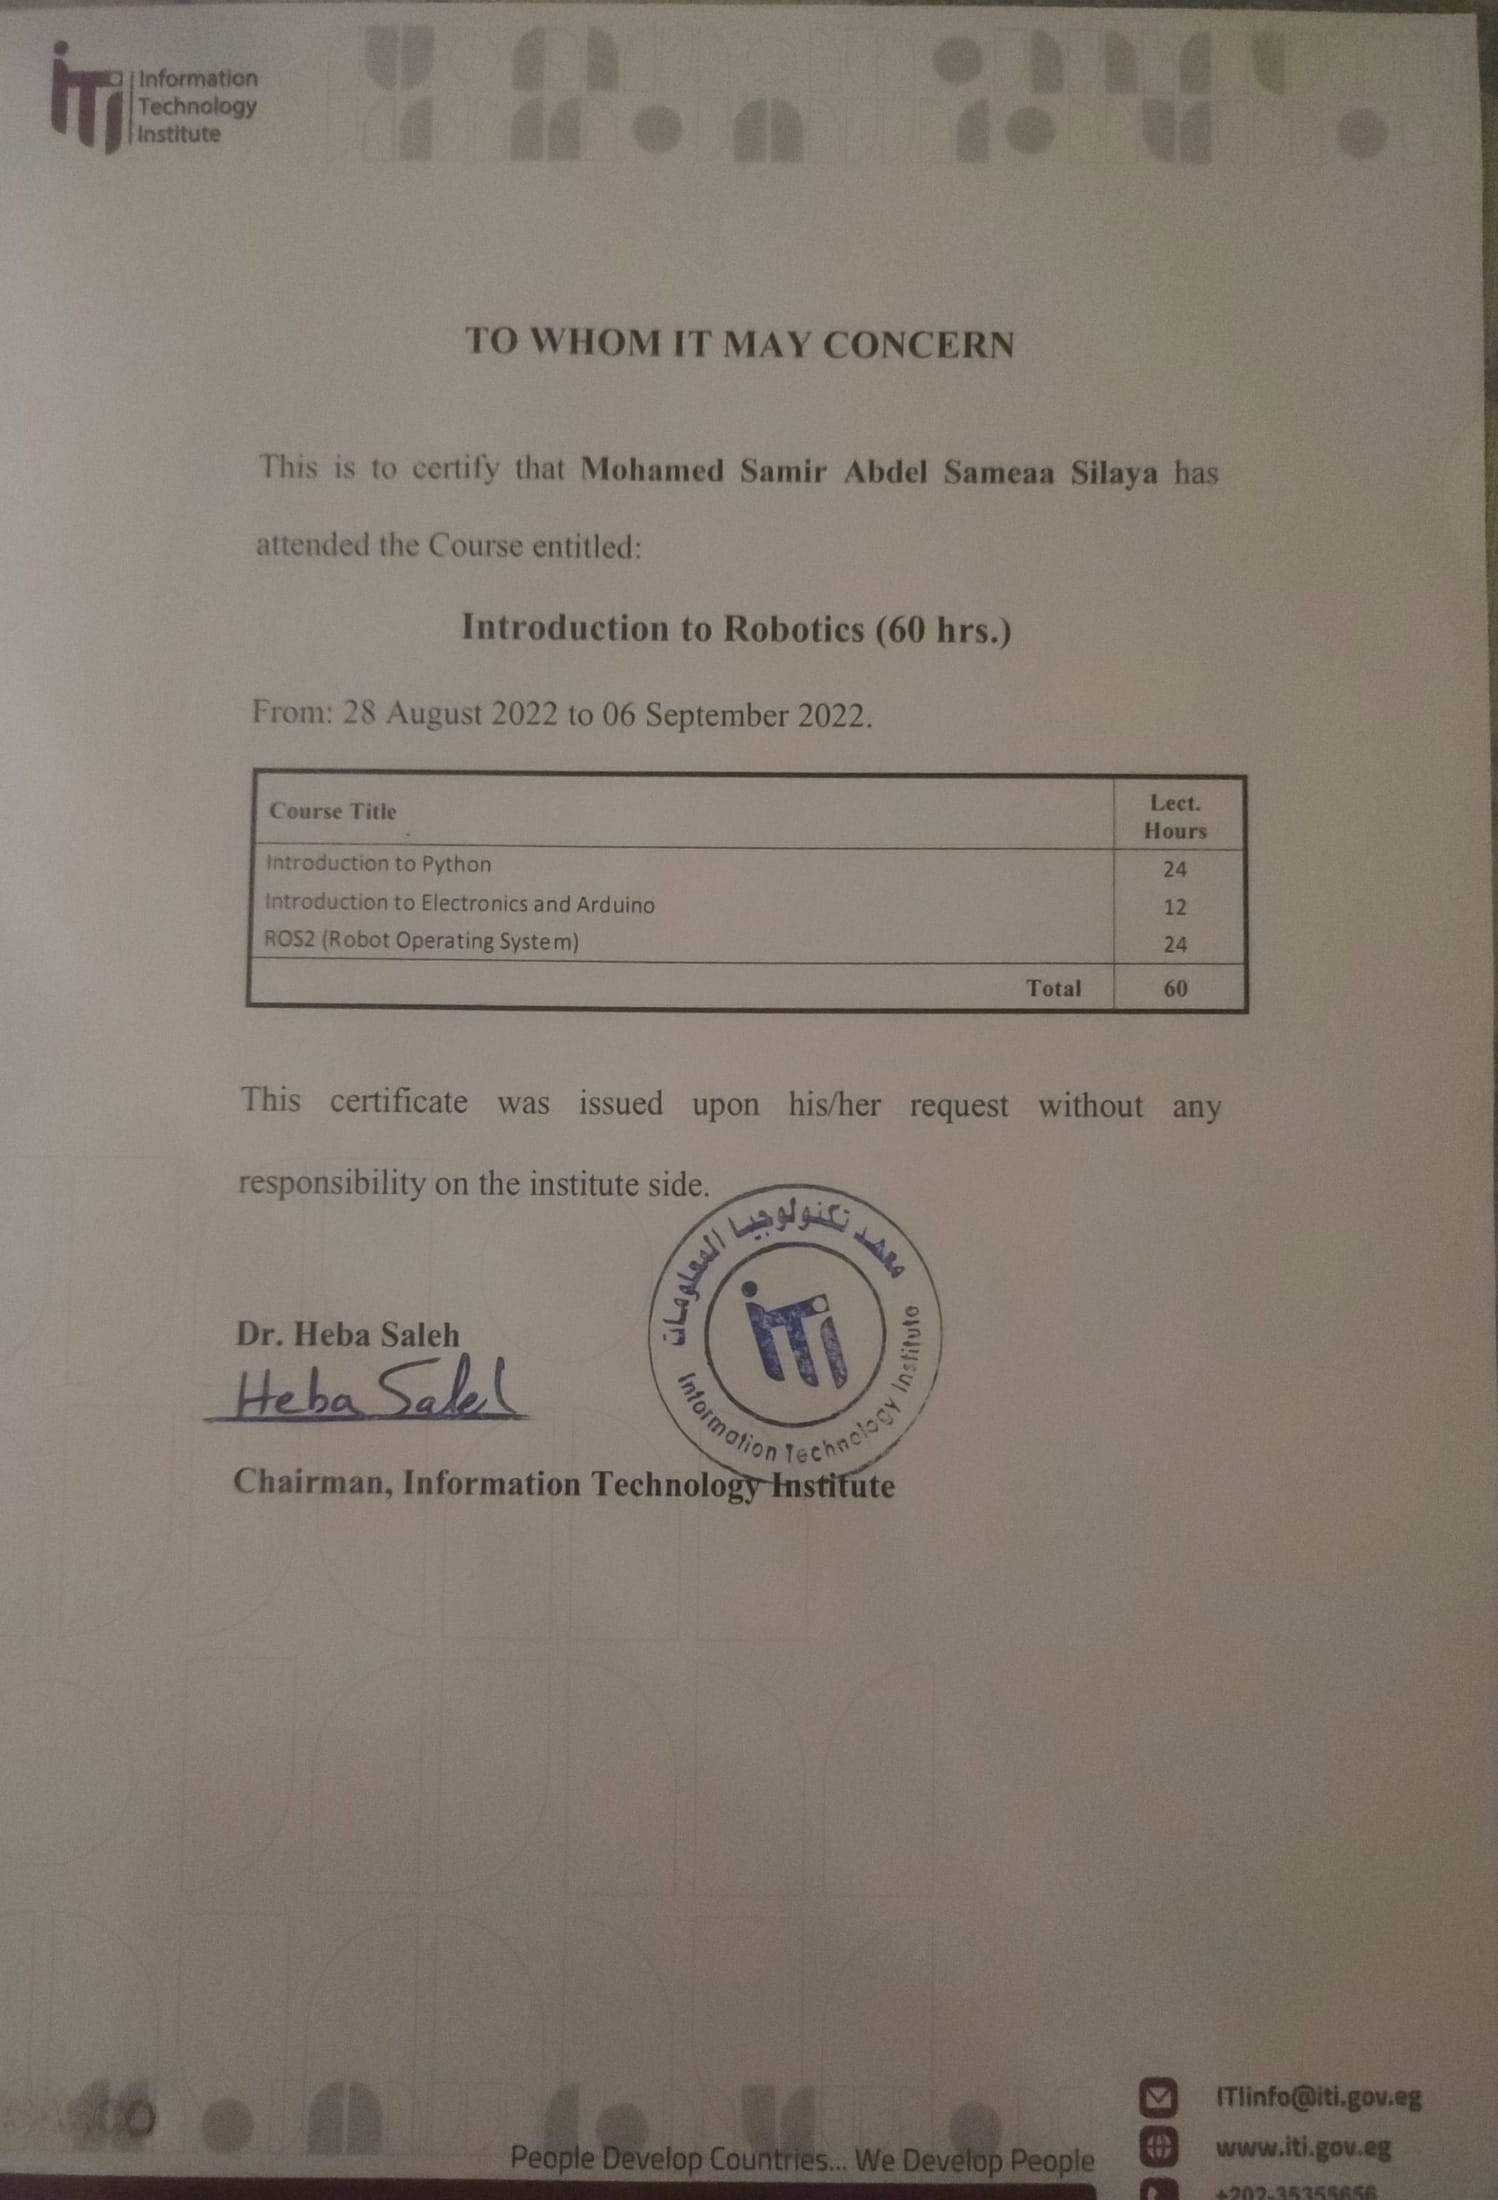 iTi
Information
Technology
Institute
TO WHOM IT MAY CONCERN
This is to certify that Mohamed Samir Abdel Sameaa Silaya has
attended the Course entitled:
Introduction to Robotics (60 hrs.)
From: 28 August 2022 to 06 September 2022.
Course Title Lect. Hours
Introduction to Python 24
Introduction to Electronics and Arduino 12
ROS2 (Robot Operating System) 24
Total 60
This certificate was issued upon his/her request without any
responsibility on the institute side.
معهد تكنولوجيا المعلومات
iTi
Information Technology Institute
Dr. Heba Saleh
Heba Saleh
Chairman, Information Technology Institute
ITIinfo@iti.gov.eg
www.iti.gov.eg
People Develop Countries... We Develop People
+202-35355656